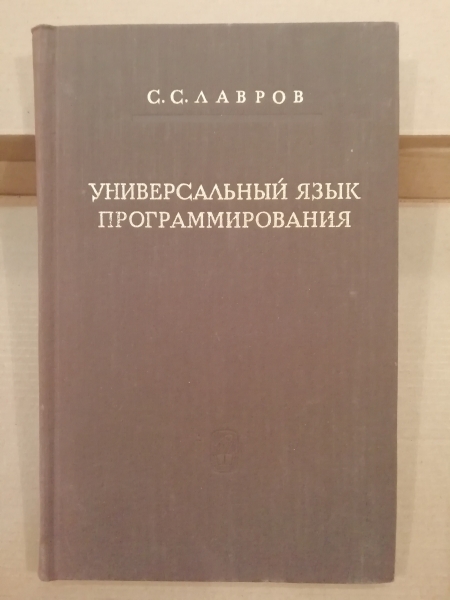 С. С. ЛАВРОВ
УНИВЕРСАЛЬНЫЙ ЯЗЫК
ПРОГРАММИРОВАНИЯ